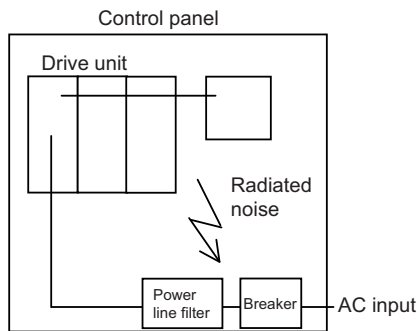 Control panel
Drive unit
Radiated
noise
Power
line filter
Breaker
AC input